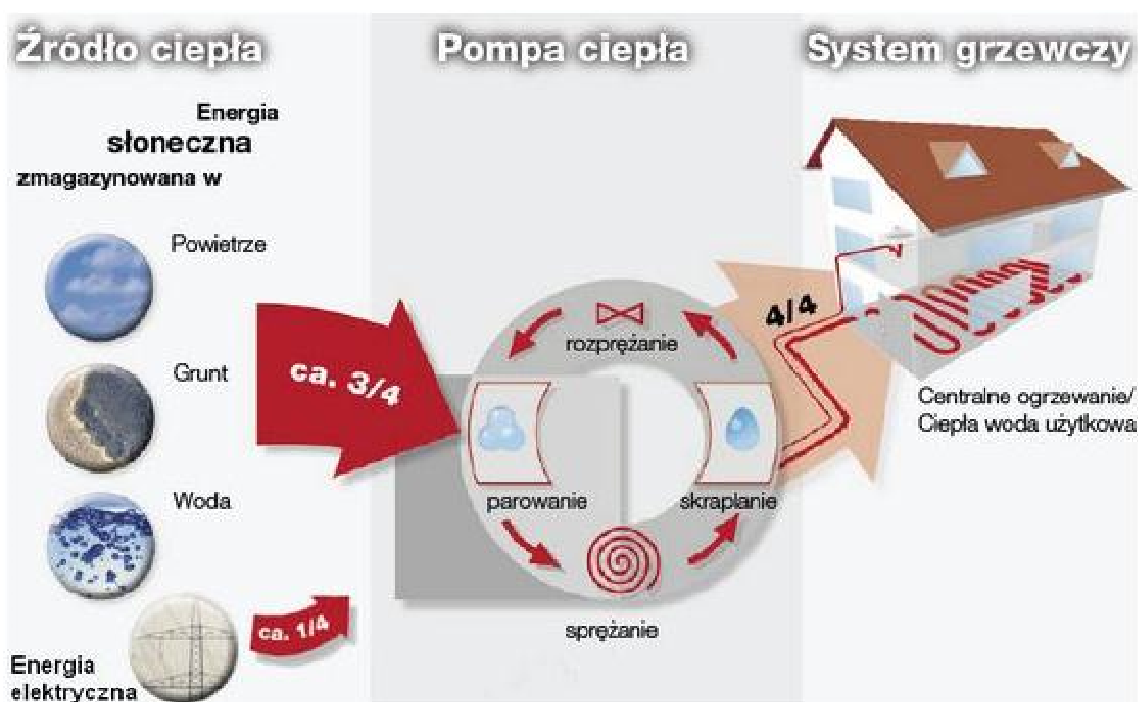 Źródło ciepła
Pompa ciepła
System grzewczy
Energia
słoneczna
zmagazynowana w
Powietrze
Grunt
Woda
Energia
elektryczna
ca. 3/4
ca. 1/4
rozprężanie
parowanie
skraplanie
sprężanie
4/4
Centralne ogrzewanie/
Ciepła woda użytkowa